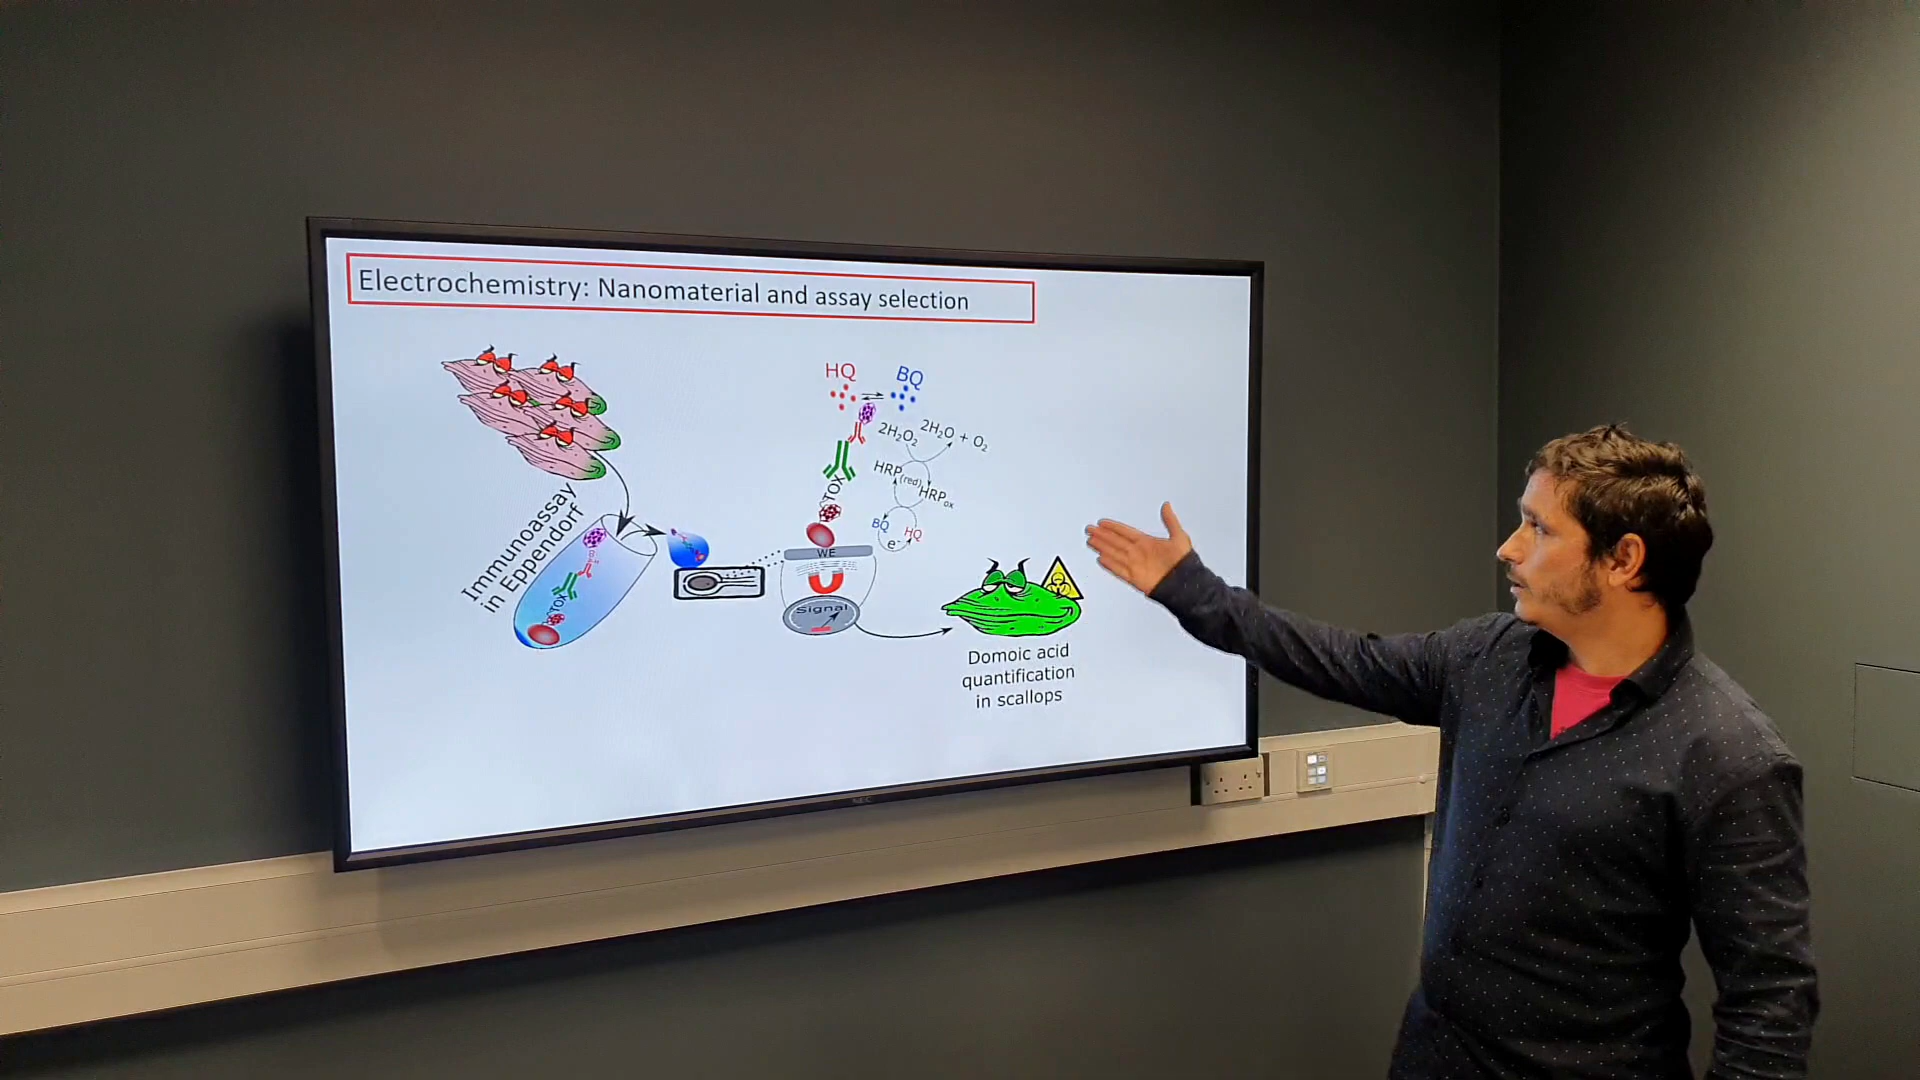 Electrochemistry: Nanomaterial and assay selection
HQ
BQ
2H₂O₂
2H₂O + O₂
HRP(red)
HRPox
BQ
HQ
e⁻
TOX
WE
Signal
Immunoassay
in Eppendorf
TOX
Domoic acid
quantification
in scallops
NEC